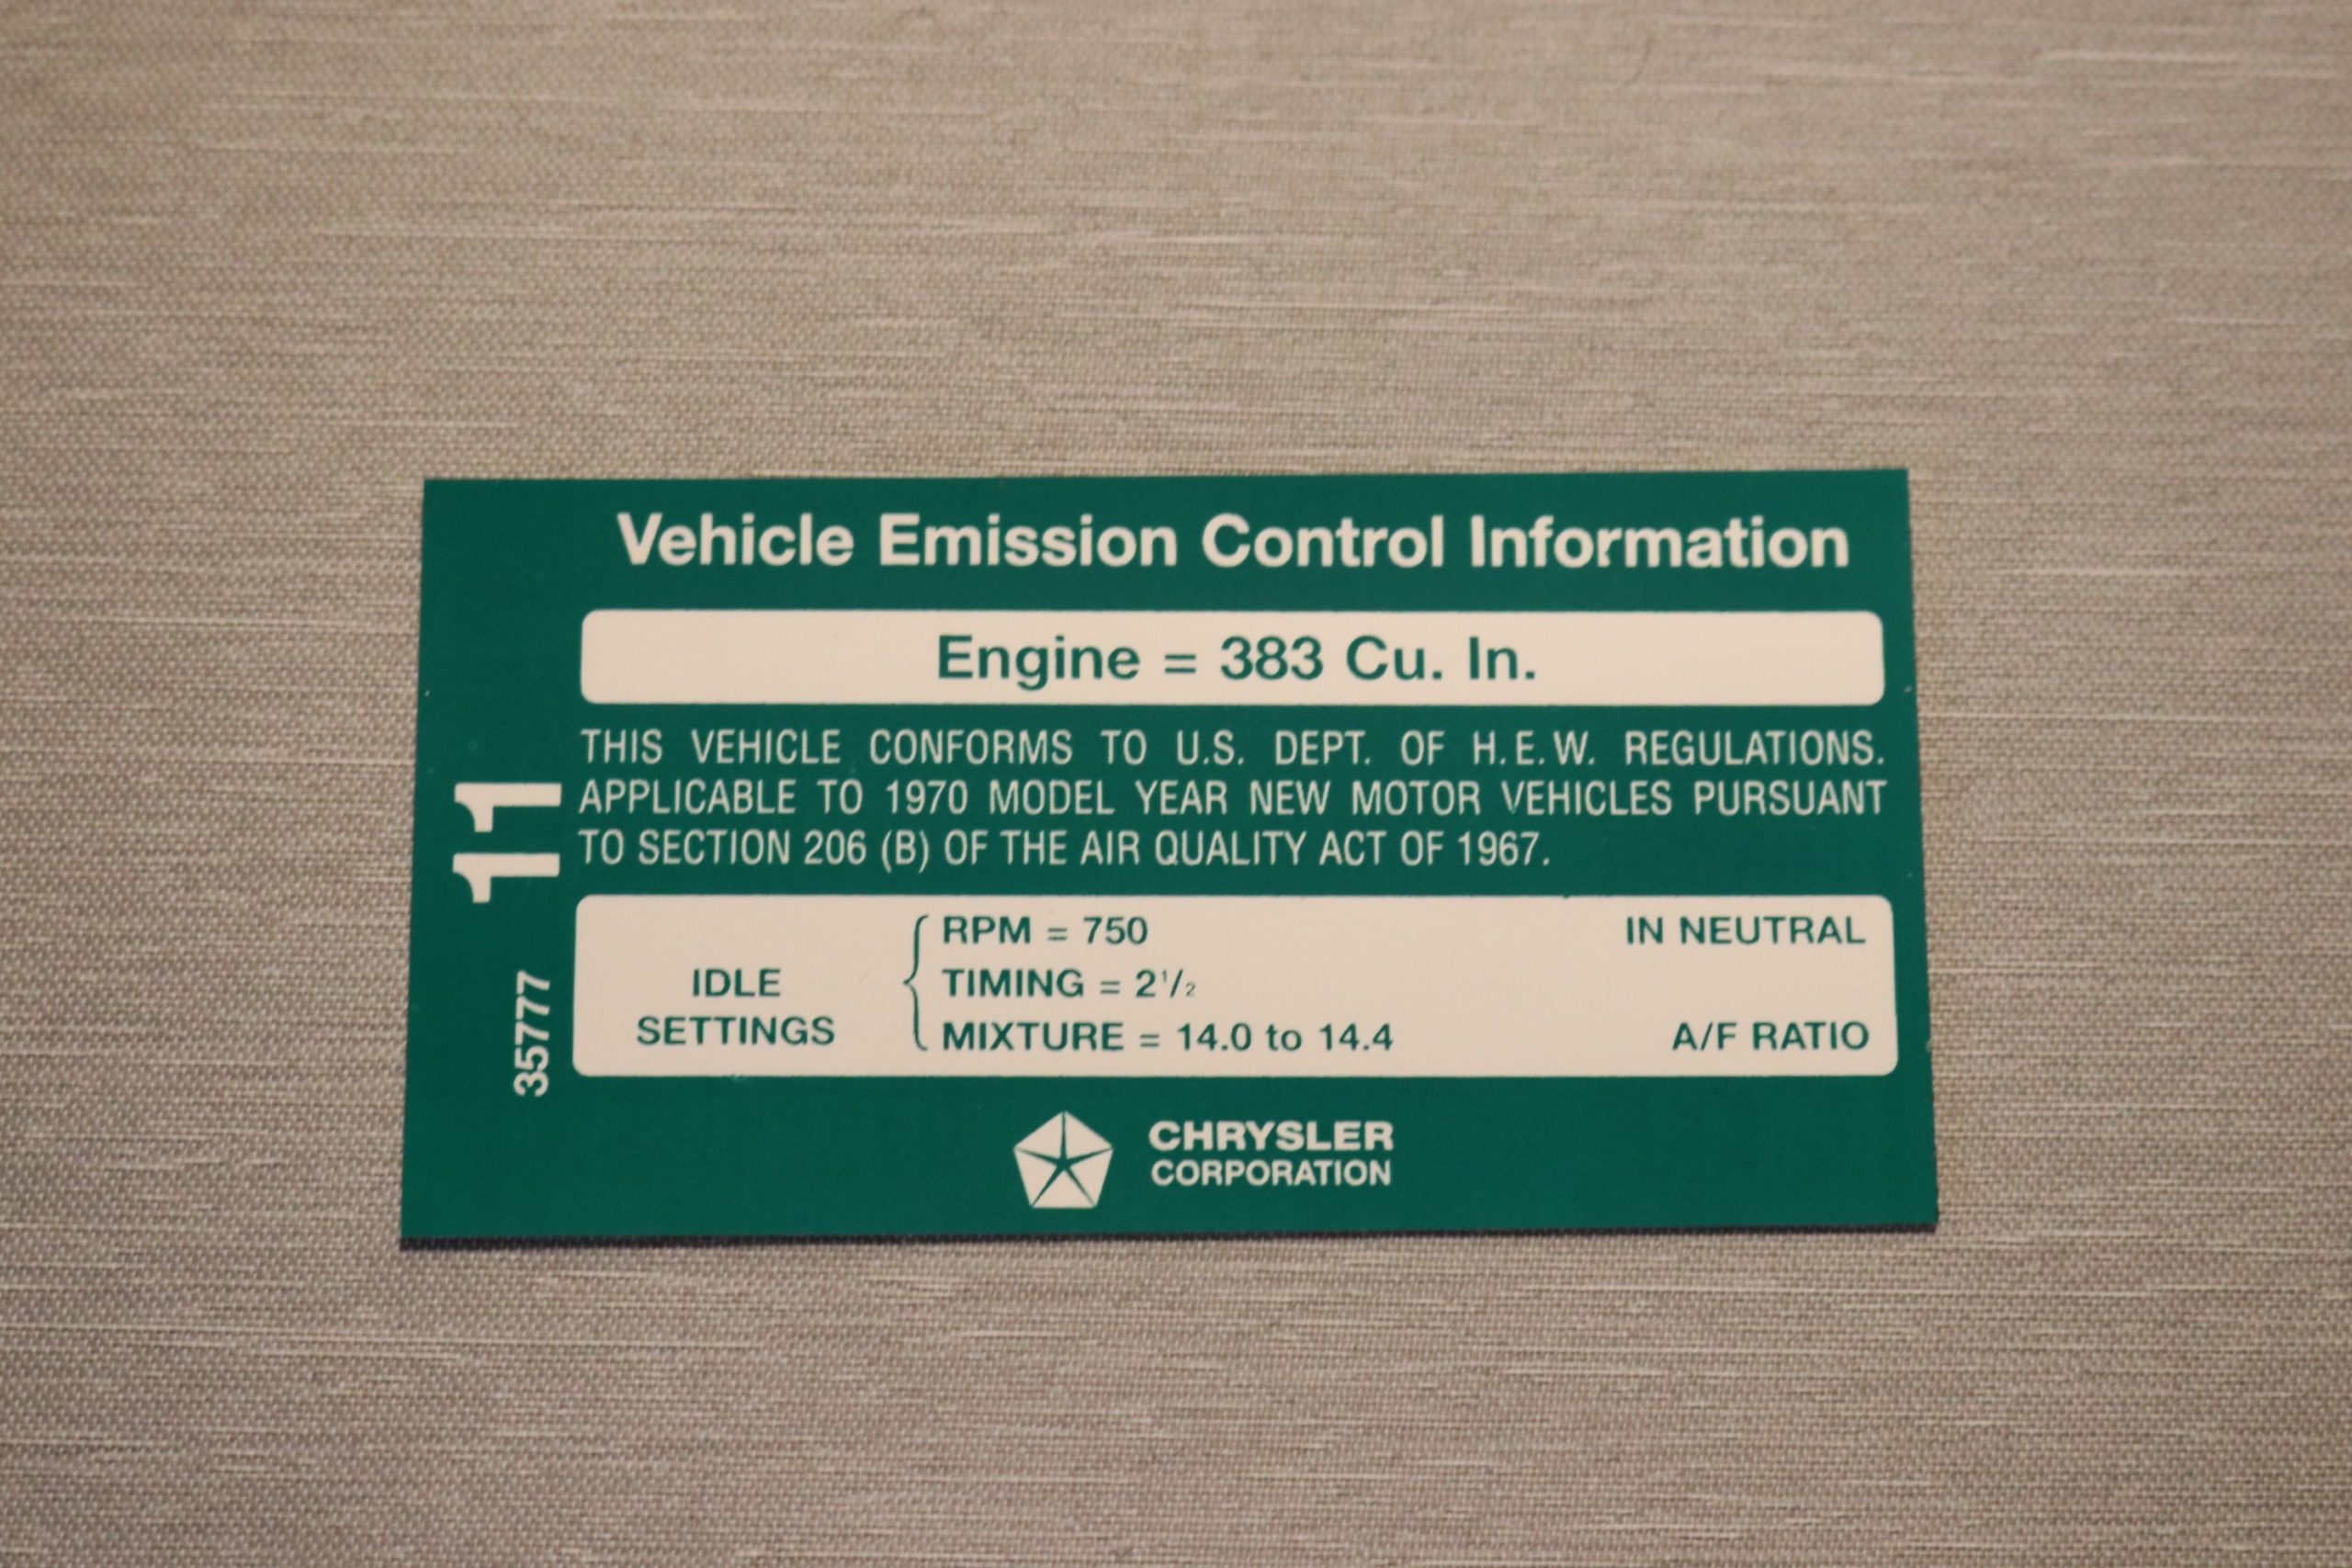 Vehicle Emission Control Information
Engine = 383 Cu. In.
THIS VEHICLE CONFORMS TO U.S. DEPT. OF H.E.W. REGULATIONS.
APPLICABLE TO 1970 MODEL YEAR NEW MOTOR VEHICLES PURSUANT
TO SECTION 206 (B) OF THE AIR QUALITY ACT OF 1967.
11
35777
IDLE
SETTINGS
RPM = 750 IN NEUTRAL
TIMING = 2 1/2
MIXTURE = 14.0 to 14.4 A/F RATIO
CHRYSLER
CORPORATION